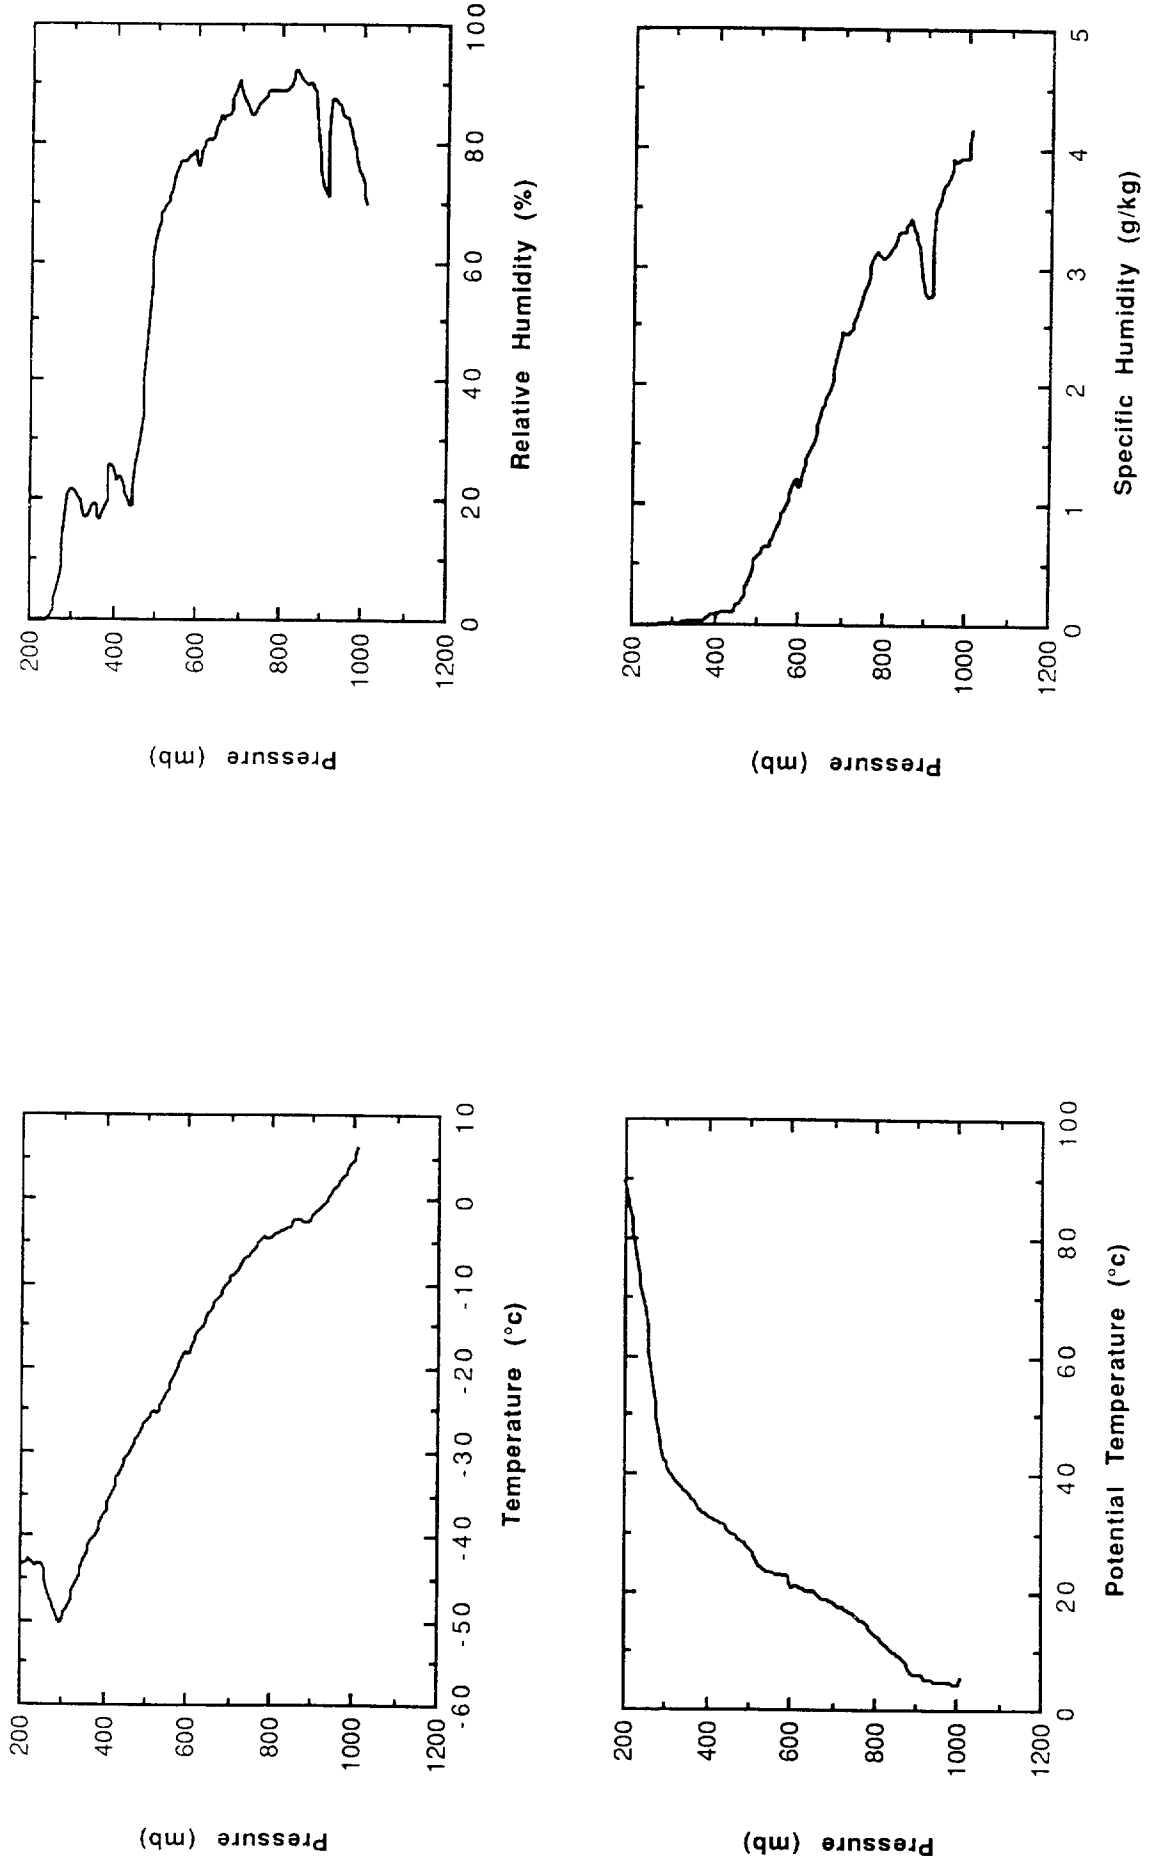 200
400
600
800
1000
1200
Pressure (mb)
-60 -50 -40 -30 -20 -10 0 10
Temperature (°c)
200
400
600
800
1000
1200
Pressure (mb)
0 20 40 60 80 100
Relative Humidity (%)
200
400
600
800
1000
1200
Pressure (mb)
0 20 40 60 80 100
Potential Temperature (°c)
200
400
600
800
1000
1200
Pressure (mb)
0 1 2 3 4 5
Specific Humidity (g/kg)